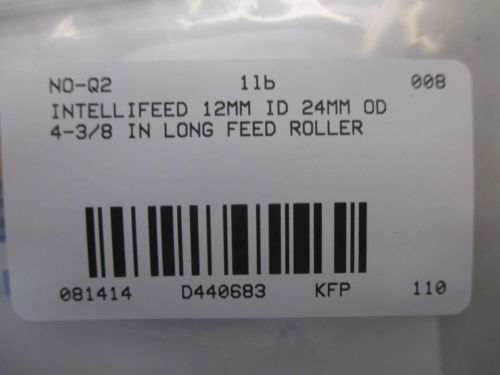 NO-Q2 1lb 008
INTELLIFEED 12MM ID 24MM OD
4-3/8 IN LONG FEED ROLLER
081414 D440683 KFP 110